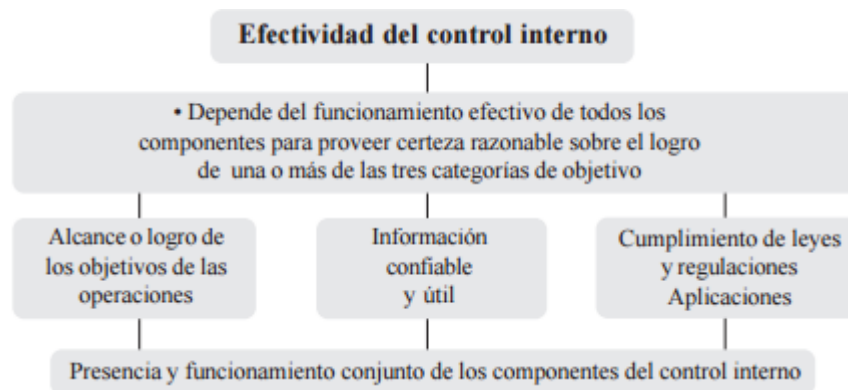 Efectividad del control interno
• Depende del funcionamiento efectivo de todos los
componentes para proveer certeza razonable sobre el logro
de una o más de las tres categorías de objetivo
Alcance o logro de
los objetivos de las
operaciones
Información
confiable
y útil
Cumplimiento de leyes
y regulaciones
Aplicaciones
Presencia y funcionamiento conjunto de los componentes del control interno